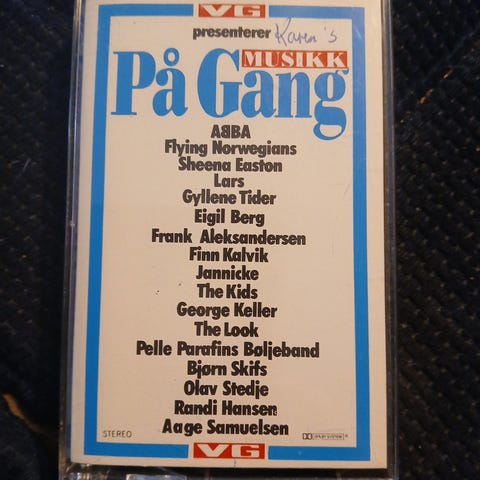 VG
presenterer Karen's
MUSIKK
På Gang
ABBA
Flying Norwegians
Sheena Easton
Lars
Gyllene Tider
Eigil Berg
Frank Aleksandersen
Finn Kalvik
Jannicke
The Kids
George Keller
The Look
Pelle Parafins Bøljeband
Bjørn Skifs
Olav Stedje
Randi Hansen
Aage Samuelsen
STEREO
VG